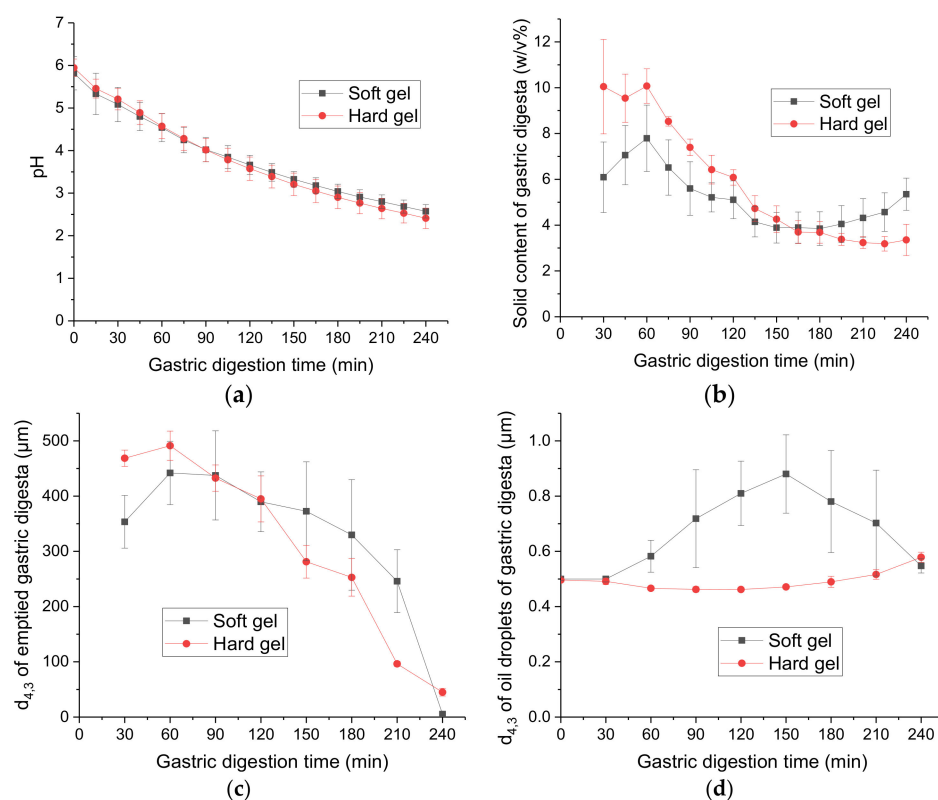 7
6
5
4
3
2
1
0
pH
Soft gel
Hard gel
0 30 60 90 120 150 180 210 240
Gastric digestion time (min)
(a)
12
10
8
6
4
2
0
Solid content of gastric digesta (w/v%)
Soft gel
Hard gel
0 30 60 90 120 150 180 210 240
Gastric digestion time (min)
(b)
500
400
300
200
100
0
d4,3 of emptied gastric digesta (μm)
Soft gel
Hard gel
0 30 60 90 120 150 180 210 240
Gastric digestion time (min)
(c)
1.0
0.8
0.6
0.4
0.2
0.0
d4,3 of oil droplets of gastric digesta (μm)
Soft gel
Hard gel
0 30 60 90 120 150 180 210 240
Gastric digestion time (min)
(d)